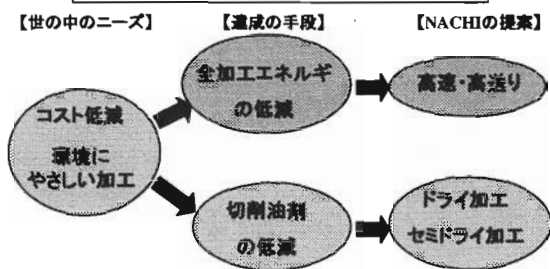 【世の中のニーズ】
【達成の手段】
【NACHIの提案】
コスト低減
環境に
やさしい加工
全加工エネルギ
の低減
高速・高送り
切削油剤
の低減
ドライ加工
セミドライ加工